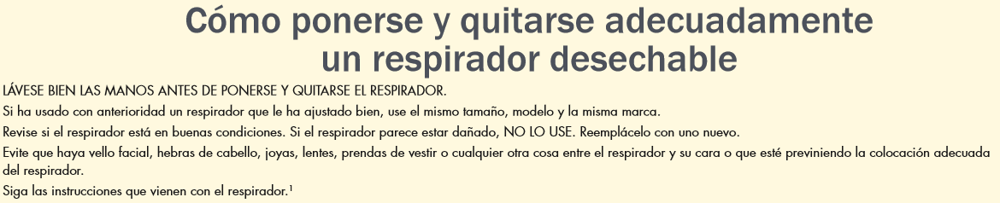 Cómo ponerse y quitarse adecuadamente
un respirador desechable
LÁVESE BIEN LAS MANOS ANTES DE PONERSE Y QUITARSE EL RESPIRADOR.
Si ha usado con anterioridad un respirador que le ha ajustado bien, use el mismo tamaño, modelo y la misma marca.
Revise si el respirador está en buenas condiciones. Si el respirador parece estar dañado, NO LO USE. Reemplácelo con uno nuevo.
Evite que haya vello facial, hebras de cabello, joyas, lentes, prendas de vestir o cualquier otra cosa entre el respirador y su cara o que esté previniendo la colocación adecuada
del respirador.
Siga las instrucciones que vienen con el respirador.¹